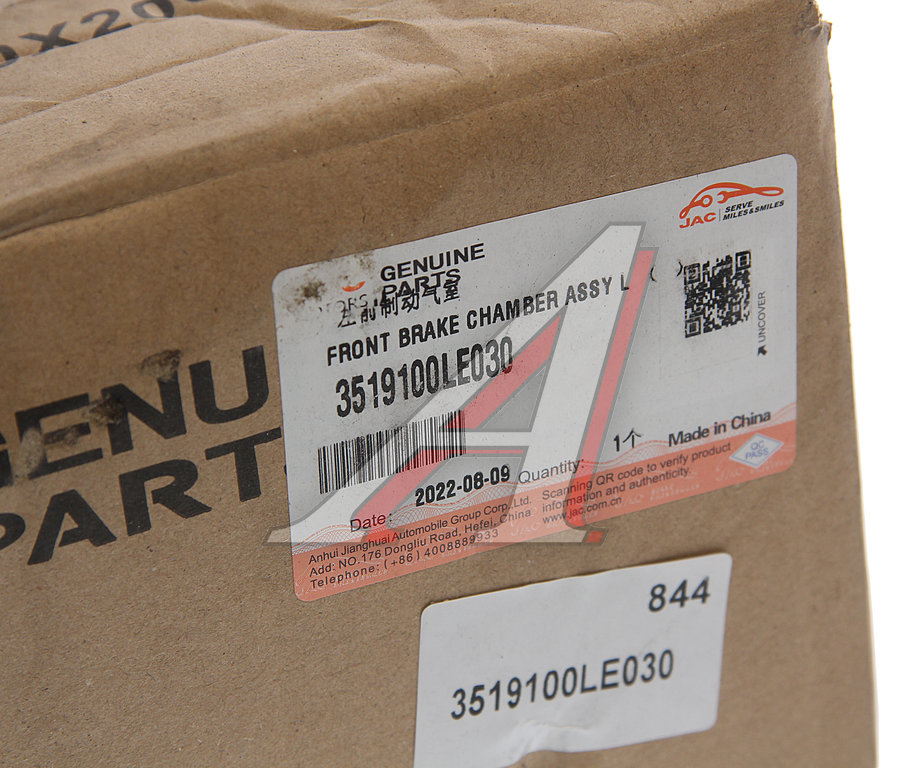 GENUINE
PARTS
JAC
SERVE
MILES&SMILES
左前制动气室
FRONT BRAKE CHAMBER ASSY L
3519100LE030
UNCOVER
2022-08-09
Date:
Quantity:
1个
Made in China
QC
PASS
Anhui Jianghuai Automobile Group Corp., Ltd.
Add: NO.176 Dongliu Road, Hefei, China
Telephone: (+86) 4008889933
Scanning QR code to verify product
information and authenticity.
www.jac.com.cn
GENU
PART
844
3519100LE030